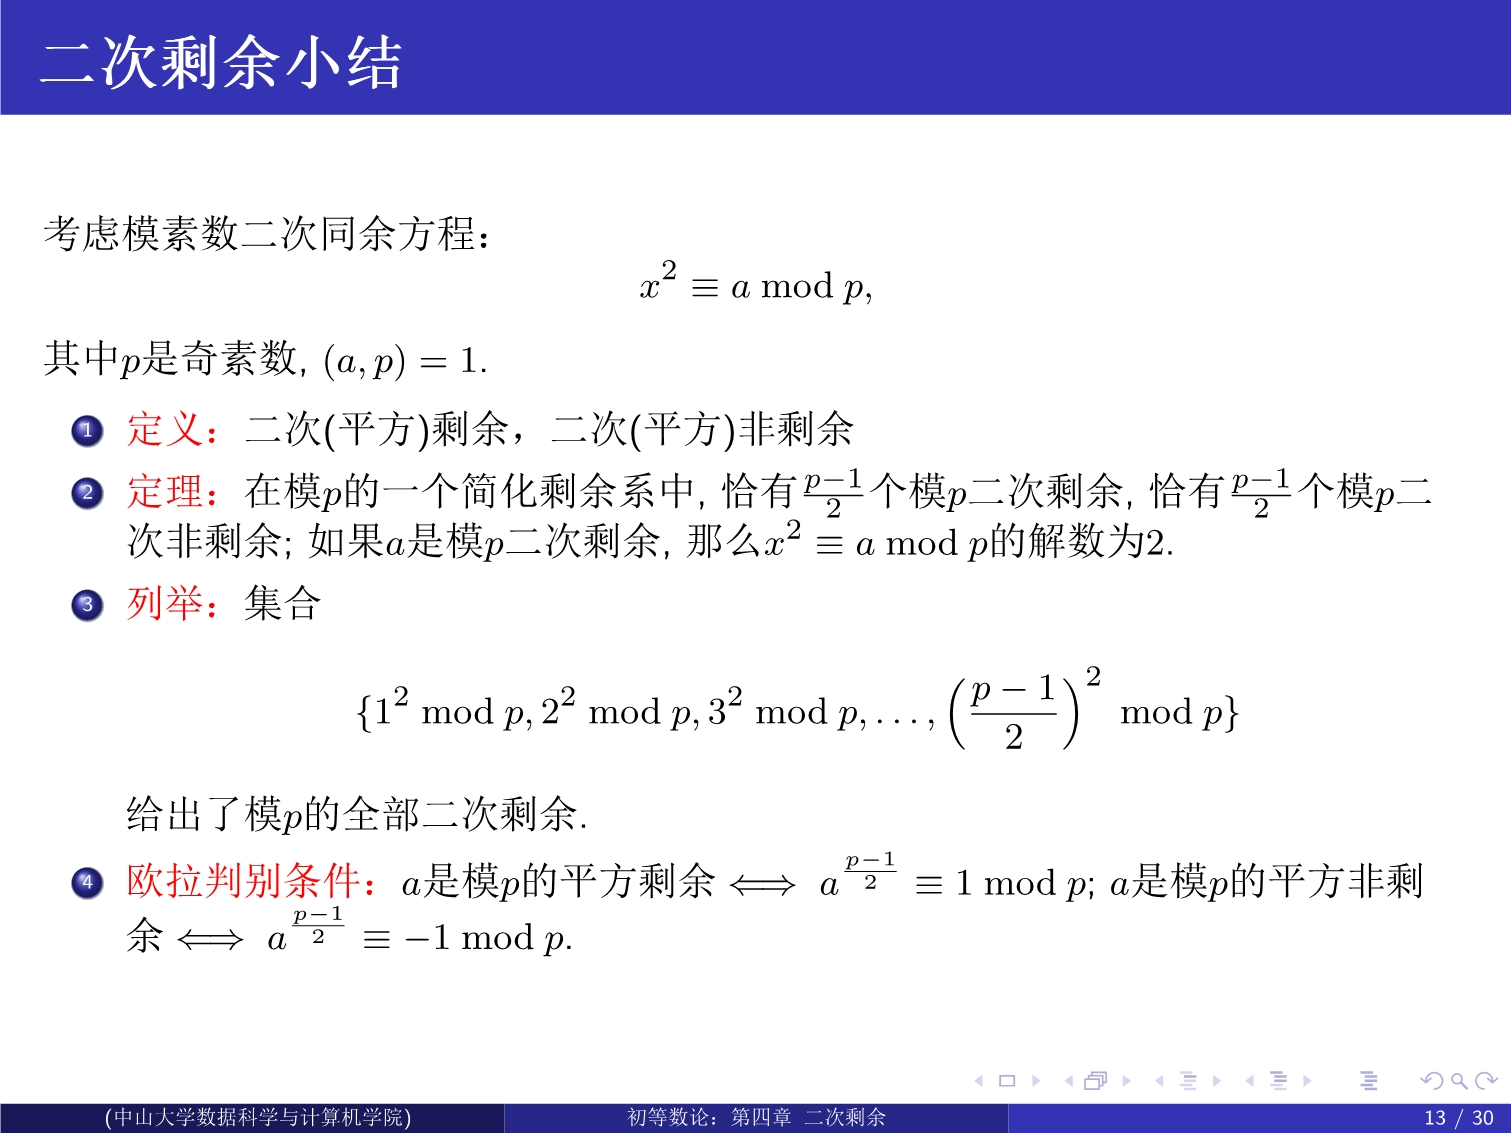 二次剩余小结
考虑模素数二次同余方程：
x² ≡ a mod p,
其中p是奇素数, (a, p) = 1.
1 定义：二次(平方)剩余，二次(平方)非剩余
2 定理：在模p的一个简化剩余系中, 恰有\frac{p−1}{2}个模p二次剩余, 恰有\frac{p−1}{2}个模p二
次非剩余; 如果a是模p二次剩余, 那么x² ≡ a mod p的解数为2.
3 列举：集合
{1² mod p, 2² mod p, 3² mod p, . . . , (\frac{p − 1}{2})² mod p}
给出了模p的全部二次剩余.
4 欧拉判别条件：a是模p的平方剩余 ⟺ a^{\frac{p−1}{2}} ≡ 1 mod p; a是模p的平方非剩
余 ⟺ a^{\frac{p−1}{2}} ≡ −1 mod p.
(中山大学数据科学与计算机学院) 初等数论：第四章 二次剩余 13 / 30